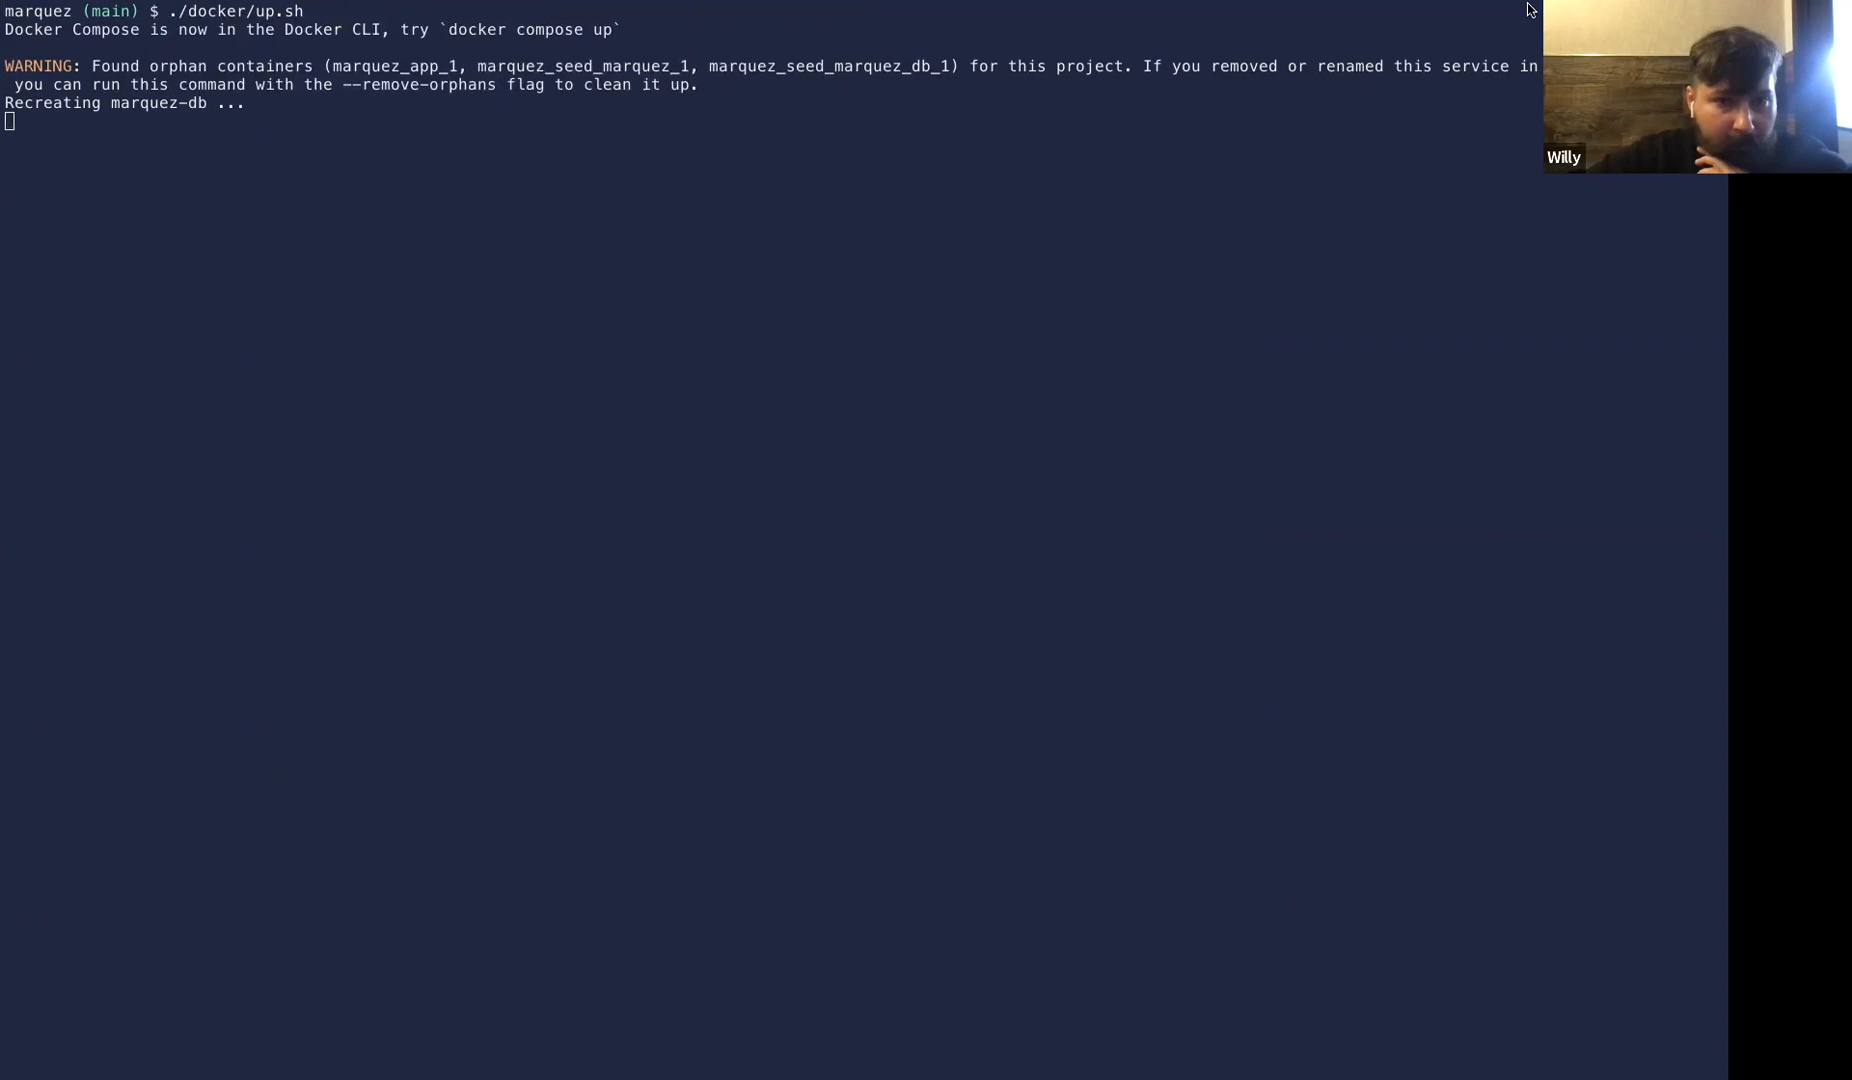 marquez (main) $ ./docker/up.sh
Docker Compose is now in the Docker CLI, try `docker compose up`
WARNING: Found orphan containers (marquez_app_1, marquez_seed_marquez_1, marquez_seed_marquez_db_1) for this project. If you removed or renamed this service in
you can run this command with the --remove-orphans flag to clean it up.
Recreating marquez-db ...
Willy